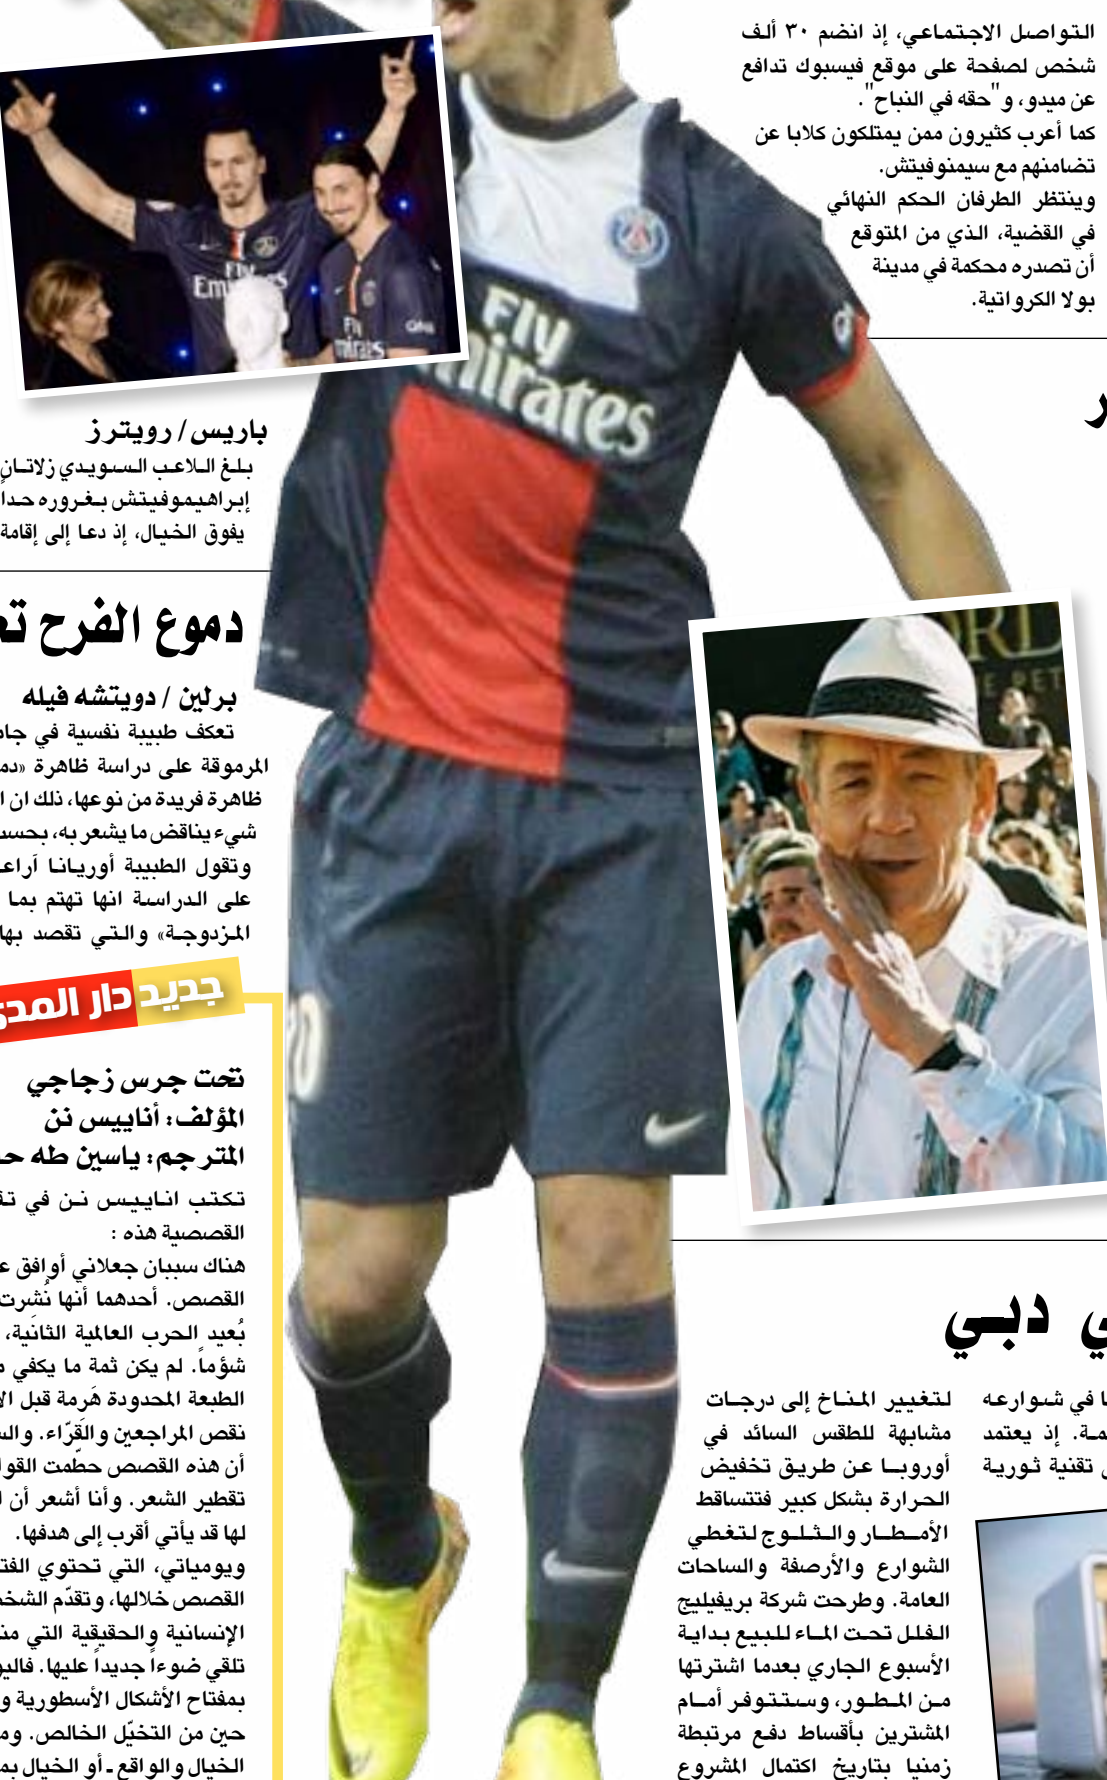 التواصل الاجتماعي، إذ انضم ٣٠ ألف
شخص لصفحة على موقع فيسبوك تدافع
عن ميدو، و"حقه في النباح".
كما أعرب كثيرون ممن يمتلكون كلابا عن
تضامنهم مع سيمنوفيتش.
وينتظر الطرفان الحكم النهائي
في القضية، الذي من المتوقع
أن تصدره محكمة في مدينة
بولا الكرواتية.
Fly
Emirates
Fly
mirates
Fly
mirates
باريس/ رويترز
بلغ اللاعب السويدي زلاتان
إبراهيموفيتش بغروره حدا
يفوق الخيال، إذ دعا إلى إقامة
دموع الفرح
برلين / دويتشه فيله
تعكف طبيبة نفسية في
المرموقة على دراسة ظاهرة
ظاهرة فريدة من نوعها، ذلك ان
شيء يناقض ما يشعر به، بحسب
وتقول الطبيبة أوريانا
على الدراسة انها تهتم بما
المزدوجة» والتي تقصد بها
جديد دار المدى
تحت جرس زجاجي
المؤلف: أناييس نن
المترجم: ياسين طه
تكتب اناييس نن في
القصصية هذه :
هناك سببان جعلاني أوافق
القصص. أحدهما أنها نُشرت
بُعيد الحرب العالمية الثانية،
شؤماً. لم يكن ثمة ما يكفي
الطبعة المحدودة هَرِمة قبل
نقص المراجعين والقرّاء.
أن هذه القصص حطّمت
تقطير الشعر. وأنا أشعر أن
لها قد يأتي أقرب إلى هدفها.
ويومياتي، التي تحتوي
القصص خلالها، وتقدّم
الإنسانية والحقيقية التي
تلقي ضوءاً جديداً عليها.
بمفتاح الأشكال الأسطورية
حين من التخيّل الخالص.
الخيال والواقع ـ أو الخيال
RD
E PET
دبي
في شوارعه
إذ يعتمد
تقنية ثورية
لتغيير المناخ إلى درجات
مشابهة للطقس السائد في
أوروبا عن طريق تخفيض
الحرارة بشكل كبير فتتساقط
الأمطار والثلوج لتغطي
الشوارع والأرصفة والساحات
العامة. وطرحت شركة بريفيليج
الفلل تحت الماء للبيع بداية
الأسبوع الجاري بعدما اشترتها
من المطور، وستتوفر أمام
المشترين بأقساط دفع مرتبطة
زمنيا بتاريخ اكتمال المشروع